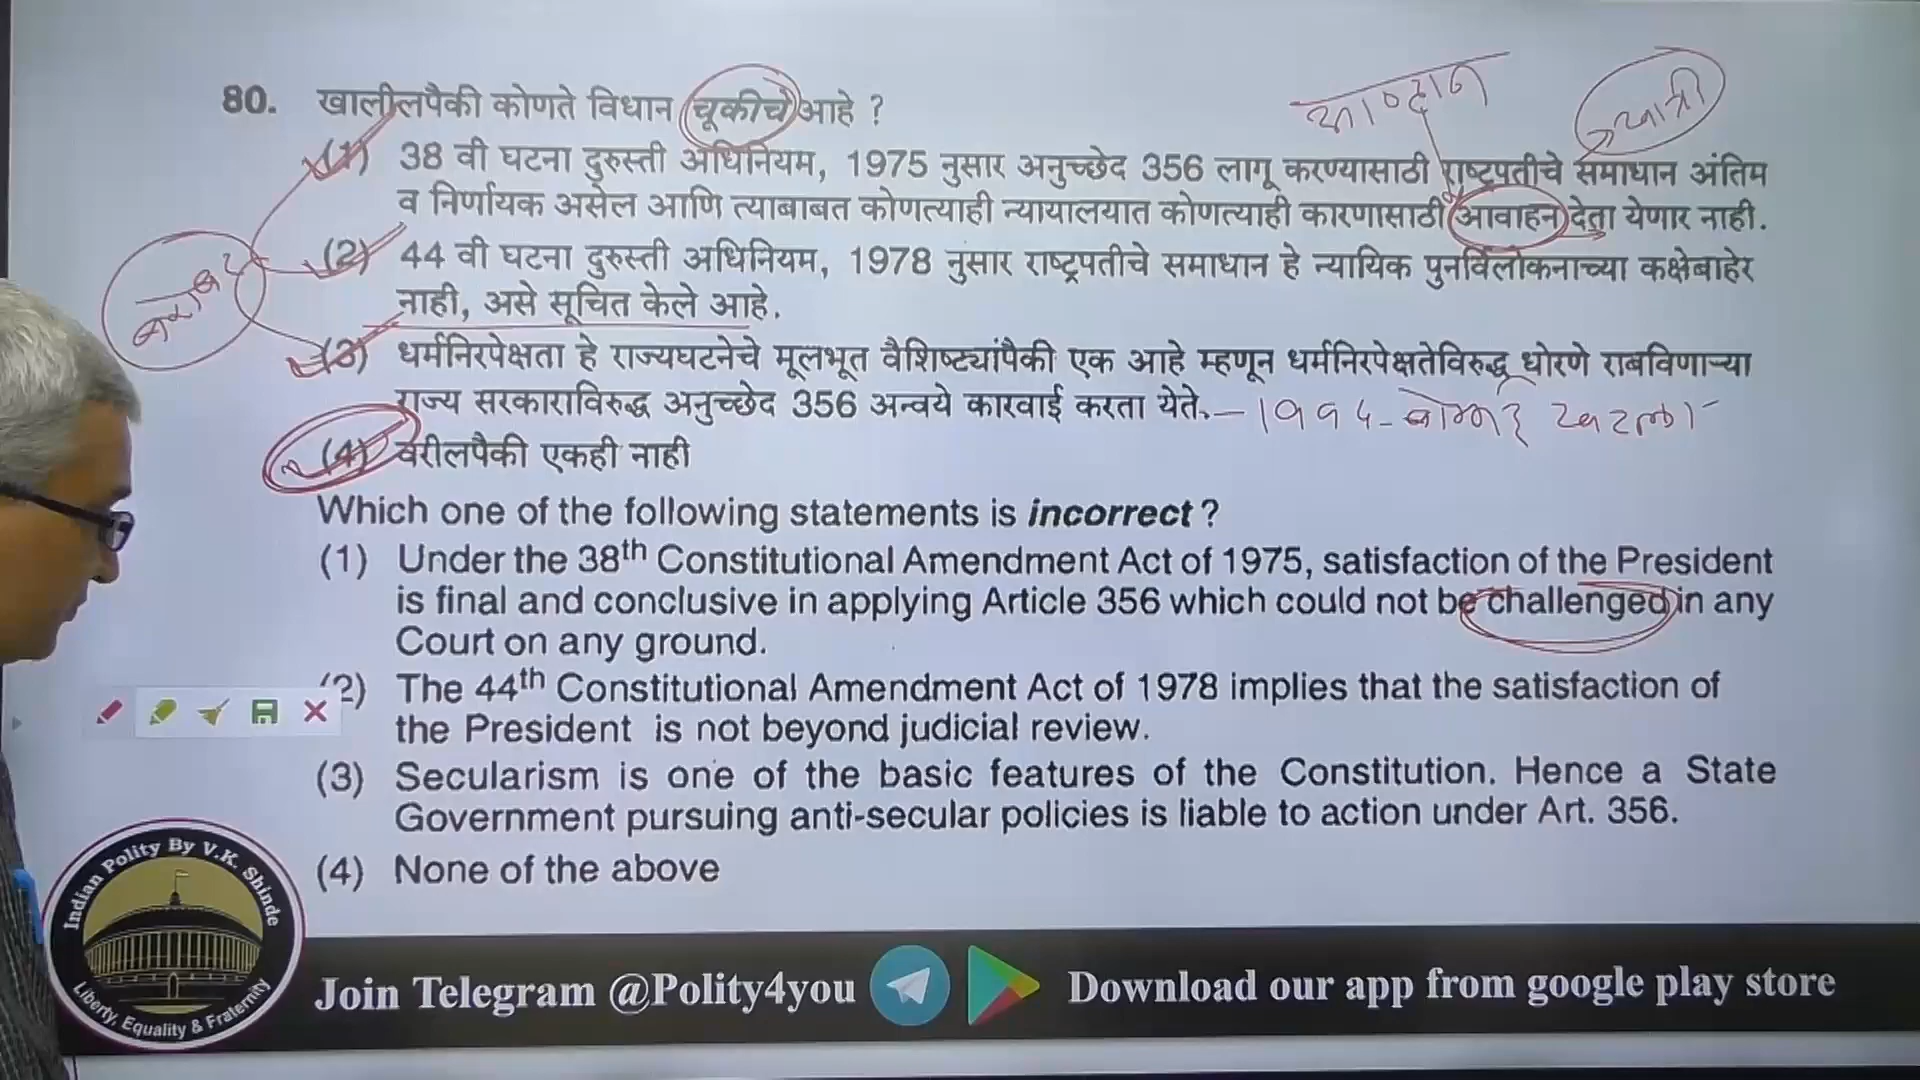 80. खालीलपैकी कोणते विधान चूकीचे आहे ?
आव्हान
खात्री
(1) 38 वी घटना दुरुस्ती अधिनियम, 1975 नुसार अनुच्छेद 356 लागू करण्यासाठी राष्ट्रपतीचे समाधान अंतिम
व निर्णायक असेल आणि त्याबाबत कोणत्याही न्यायालयात कोणत्याही कारणासाठी आवाहन देता येणार नाही.
(2) 44 वी घटना दुरुस्ती अधिनियम, 1978 नुसार राष्ट्रपतीचे समाधान हे न्यायिक पुनर्विलोकनाच्या कक्षेबाहेर
नाही, असे सूचित केले आहे.
बरोबर
(3) धर्मनिरपेक्षता हे राज्यघटनेचे मूलभूत वैशिष्ट्यांपैकी एक आहे म्हणून धर्मनिरपेक्षतेविरुद्ध धोरणे राबविणाऱ्या
राज्य सरकाराविरुद्ध अनुच्छेद 356 अन्वये कारवाई करता येते. – १९९४ - बोम्मई खटला
(4) वरीलपैकी एकही नाही
Which one of the following statements is incorrect ?
(1) Under the 38th Constitutional Amendment Act of 1975, satisfaction of the President
is final and conclusive in applying Article 356 which could not be challenged in any
Court on any ground.
2) The 44th Constitutional Amendment Act of 1978 implies that the satisfaction of
the President is not beyond judicial review.
(3) Secularism is one of the basic features of the Constitution. Hence a State
Government pursuing anti-secular policies is liable to action under Art. 356.
(4) None of the above
Indian Polity By V.K. Shinde
Liberty, Equality & Fraternity
Join Telegram @Polity4you
Download our app from google play store